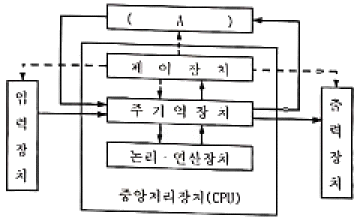 ( A )
제 어 장 치
입력장치
주 기 억 장 치
출력장치
논리·연산장치
중앙처리장치(CPU)